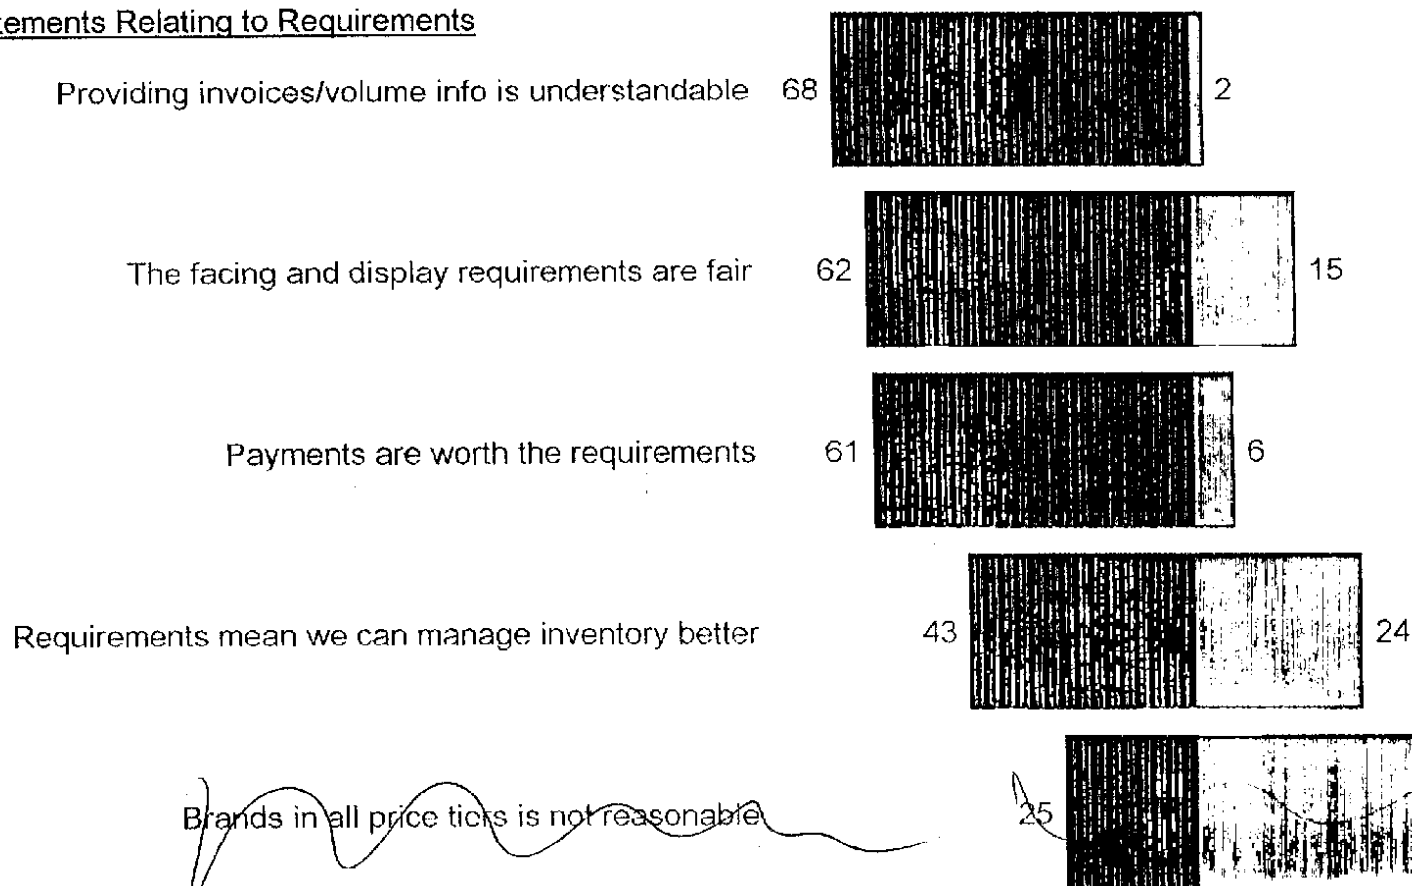 ements Relating to Requirements
Providing invoices/volume info is understandable 68 2
The facing and display requirements are fair 62 15
Payments are worth the requirements 61 6
Requirements mean we can manage inventory better 43 24
Brands in all price tiers is not reasonable 25